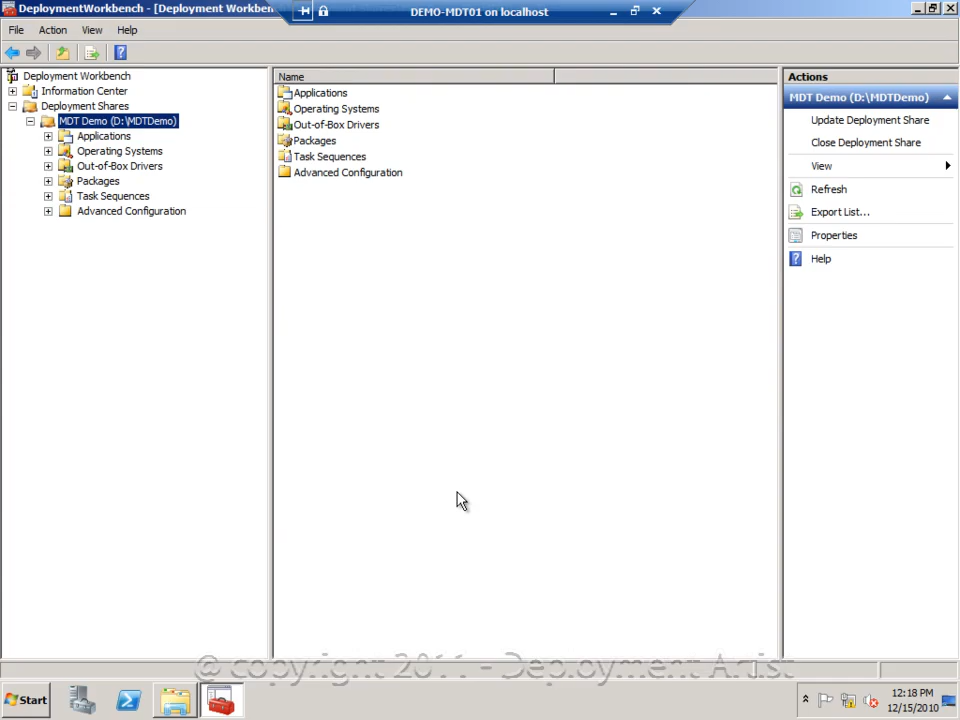 DeploymentWorkbench - [Deployment Workben
DEMO-MDT01 on localhost
File Action View Help
Deployment Workbench
Information Center
Deployment Shares
MDT Demo (D:\MDTDemo)
Applications
Operating Systems
Out-of-Box Drivers
Packages
Task Sequences
Advanced Configuration
Name
Applications
Operating Systems
Out-of-Box Drivers
Packages
Task Sequences
Advanced Configuration
Actions
MDT Demo (D:\MDTDemo)
Update Deployment Share
Close Deployment Share
View
Refresh
Export List...
Properties
Help
@ copyright 2011 - Deployment Artist
Start
12:18 PM
12/15/2010